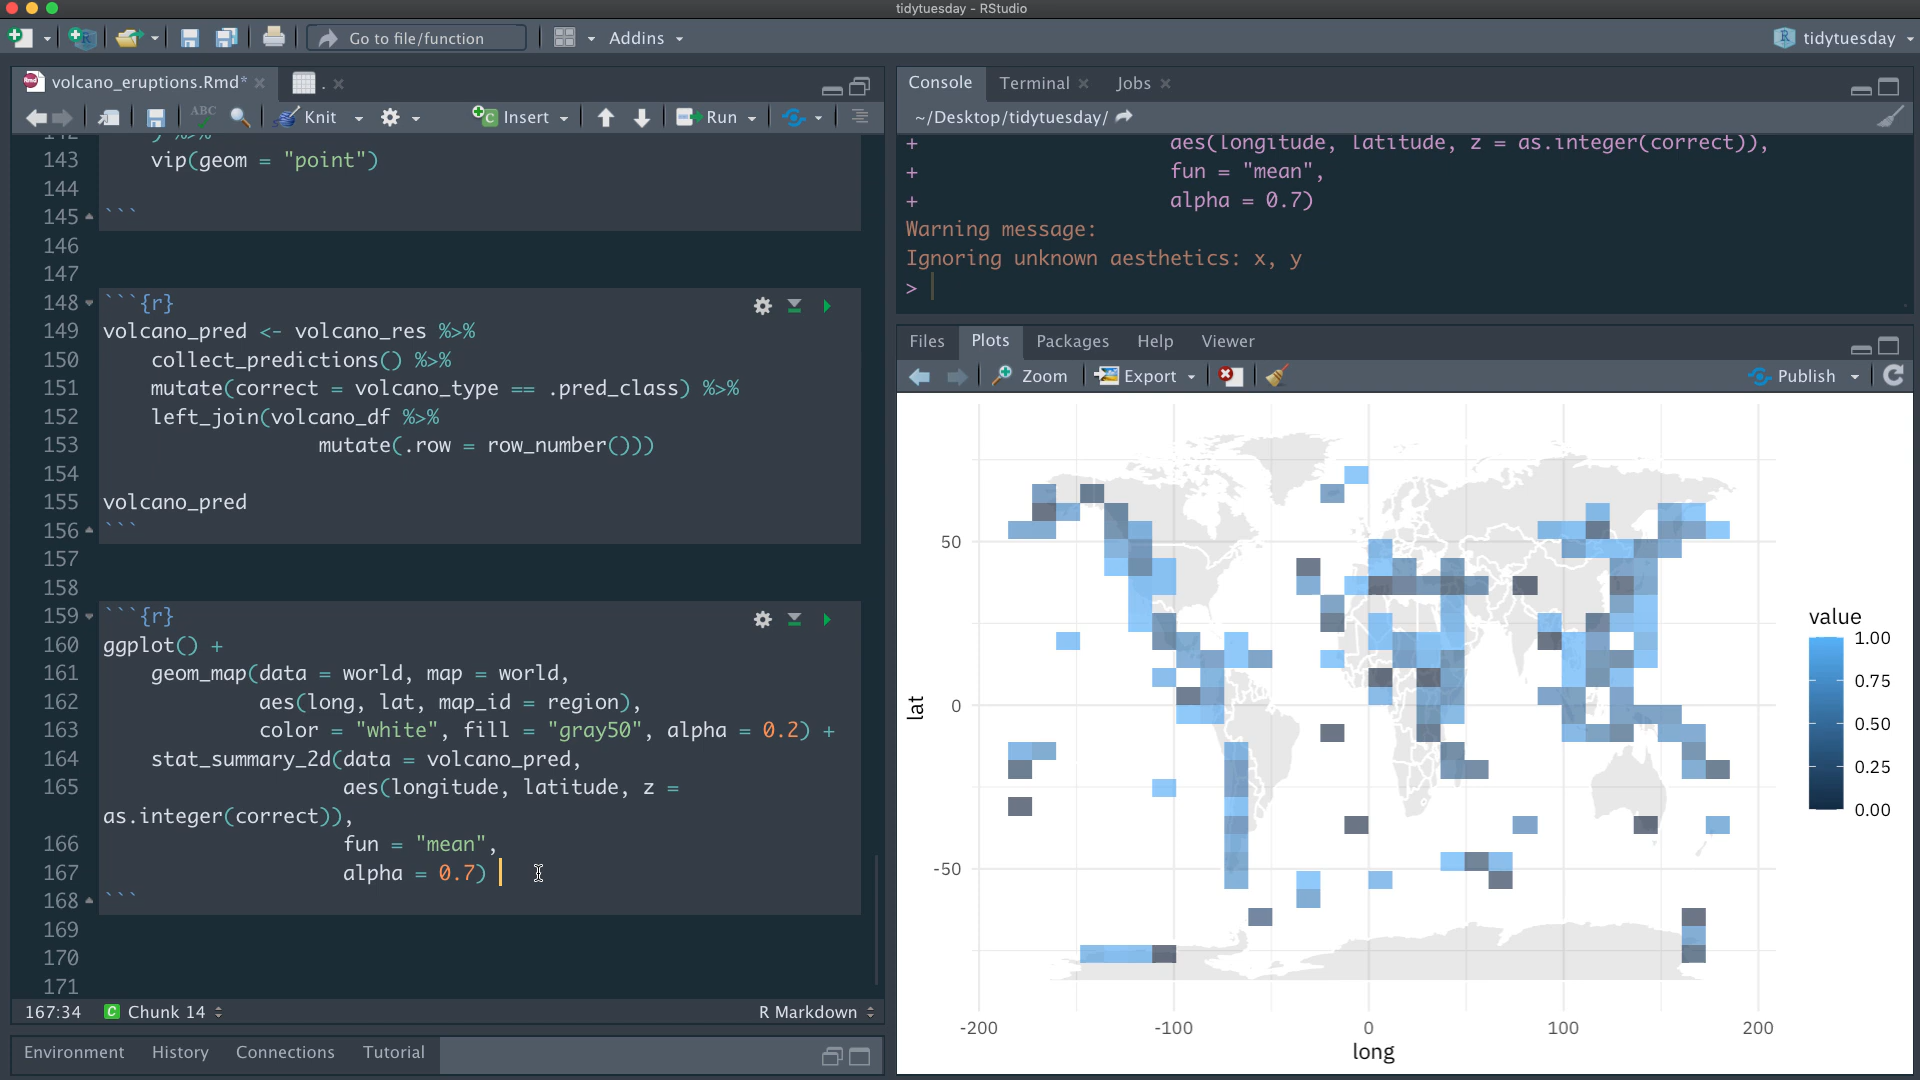 tidytuesday - RStudio
Go to file/function
Addins
tidytuesday
volcano_eruptions.Rmd*
.
ABC
Knit
Insert
Run
142
143 vip(geom = "point")
144
145 ```
146
147
148 ```{r}
149 volcano_pred <- volcano_res %>%
150 collect_predictions() %>%
151 mutate(correct = volcano_type == .pred_class) %>%
152 left_join(volcano_df %>%
153 mutate(.row = row_number()))
154
155 volcano_pred
156 ```
157
158
159 ```{r}
160 ggplot() +
161 geom_map(data = world, map = world,
162 aes(long, lat, map_id = region),
163 color = "white", fill = "gray50", alpha = 0.2) +
164 stat_summary_2d(data = volcano_pred,
165 aes(longitude, latitude, z =
as.integer(correct)),
166 fun = "mean",
167 alpha = 0.7)
168 ```
169
170
171
167:34 C Chunk 14 R Markdown
Environment History Connections Tutorial
Console Terminal Jobs
~/Desktop/tidytuesday/
+ aes(longitude, latitude, z = as.integer(correct)),
+ fun = "mean",
+ alpha = 0.7)
Warning message:
Ignoring unknown aesthetics: x, y
>
Files Plots Packages Help Viewer
Zoom Export Publish
50
0
-50
lat
-200 -100 0 100 200
long
value
1.00
0.75
0.50
0.25
0.00